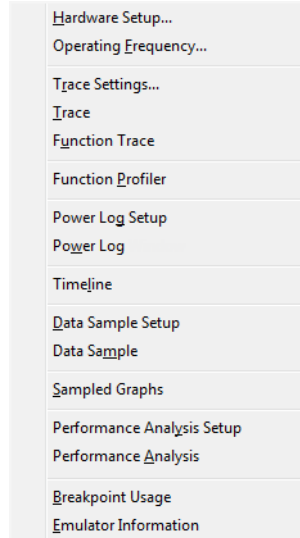 Hardware Setup...
Operating Frequency...
Trace Settings...
Trace
Function Trace
Function Profiler
Power Log Setup
Power Log
Timeline
Data Sample Setup
Data Sample
Sampled Graphs
Performance Analysis Setup
Performance Analysis
Breakpoint Usage
Emulator Information